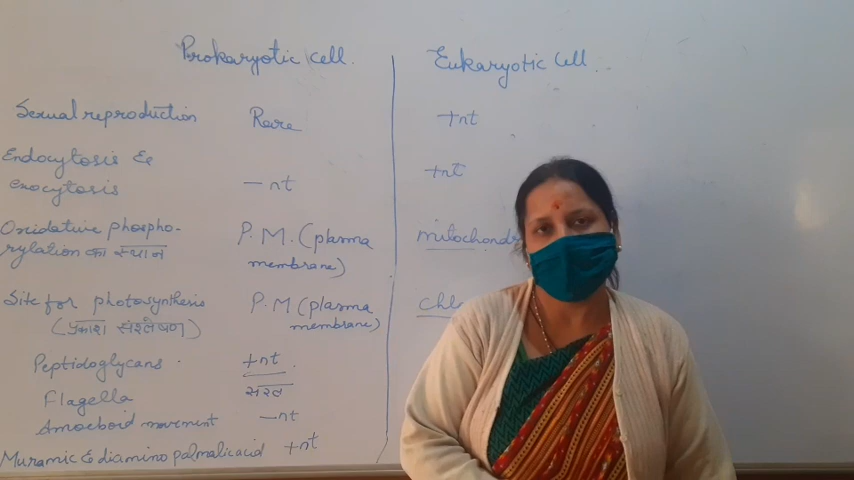 Prokaryotic cell. Eukaryotic Cell
Sexual reproduction Rare +nt
Endocytosis &
exocytosis - nt +nt
Oxidative phospho-
rylation का स्थान P.M. (plasma membrane) mitochond
Site for photosynthesis
(प्रकाश संश्लेषण) P.M (plasma membrane) chl
Peptidoglycans. +nt.
Flagella सरल
Amoeboid movement -nt
Muramic & diamino palmalic acid +nt